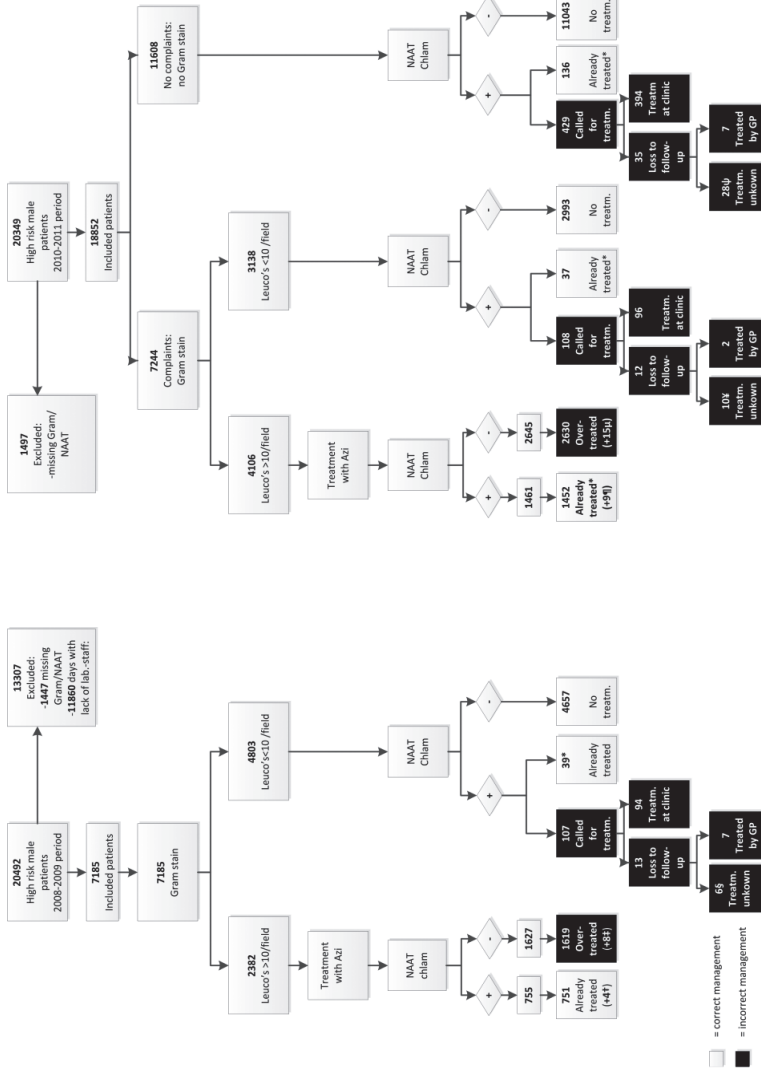 20492
High risk male
patients
2008-2009 period
13307
Excluded:
-1447 missing
Gram/NAAT
-11860 days with
lack of lab.-staff:
7185
Included patients
7185
Gram stain
2382
Leuco's >10/field
4803
Leuco's<10 /field
Treatment
with Azi
NAAT
chlam
NAAT
Chlam
+
-
+
-
755
1627
751
Already
treated
(+4†)
1619
Over-
treated
(+8‡)
107
Called
for
treatm.
39*
Already
treated
4657
No
treatm.
13
Loss to
follow-
up
94
Treatm.
at clinic
6§
Treatm.
unkown
7
Treated
by GP
= correct management
= incorrect management
1497
Excluded:
-missing Gram/
NAAT
20349
High risk male
patients
2010-2011 period
18852
Included patients
7244
Complaints:
Gram stain
11608
No complaints:
no Gram stain
4106
Leuco's >10/field
3138
Leuco's <10 /field
Treatment
with Azi
NAAT
Chlam
NAAT
Chlam
NAAT
Chlam
+
-
+
-
+
-
1461
2645
1452
Already
treated*
(+9¶)
2630
Over-
treated
(+15µ)
108
Called
for
treatm.
37
Already
treated*
2993
No
treatm.
429
Called
for
treatm.
136
Already
treated*
11043
No
treatm.
12
Loss to
follow-
up
96
Treatm.
at clinic
35
Loss to
follow-
up
394
Treatm
at clinic
10¥
Treatm.
unkown
2
Treated
by GP
28ψ
Treatm.
unkown
7
Treated
by GP